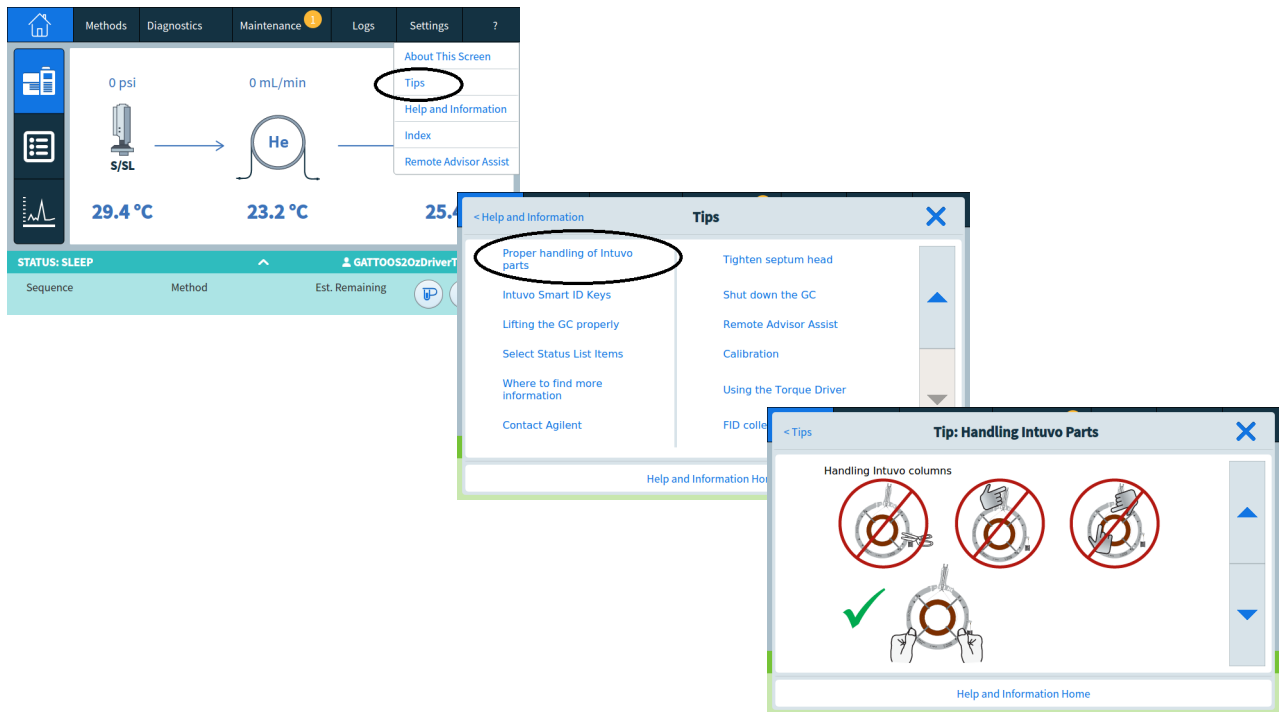 Methods
Diagnostics
Maintenance
1
Logs
Settings
?
About This Screen
Tips
Help and Information
Index
Remote Advisor Assist
0 psi
0 mL/min
S/SL
He
29.4 °C
23.2 °C
STATUS: SLEEP
Sequence
Method
Est. Remaining
< Help and Information
Tips
Proper handling of Intuvo
parts
Intuvo Smart ID Keys
Lifting the GC properly
Select Status List Items
Where to find more
information
Contact Agilent
Tighten septum head
Shut down the GC
Remote Advisor Assist
Calibration
Using the Torque Driver
FID
Help and Information
< Tips
Tip: Handling Intuvo Parts
Handling Intuvo columns
Help and Information Home